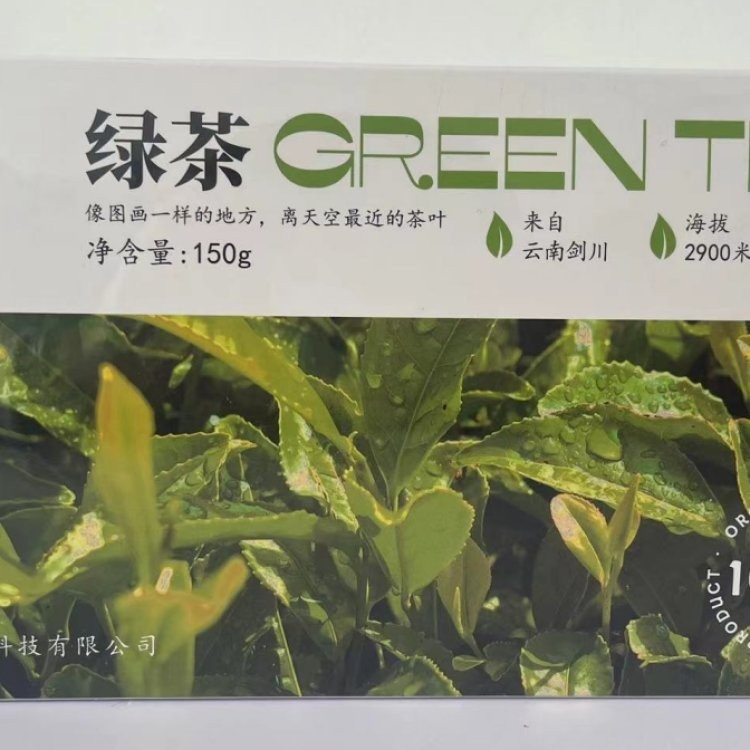 绿茶 GREEN T
像图画一样的地方，离天空最近的茶叶
净含量：150g
来自
云南剑川
海拔
2900米
技有限公司
PRODUCT · OR